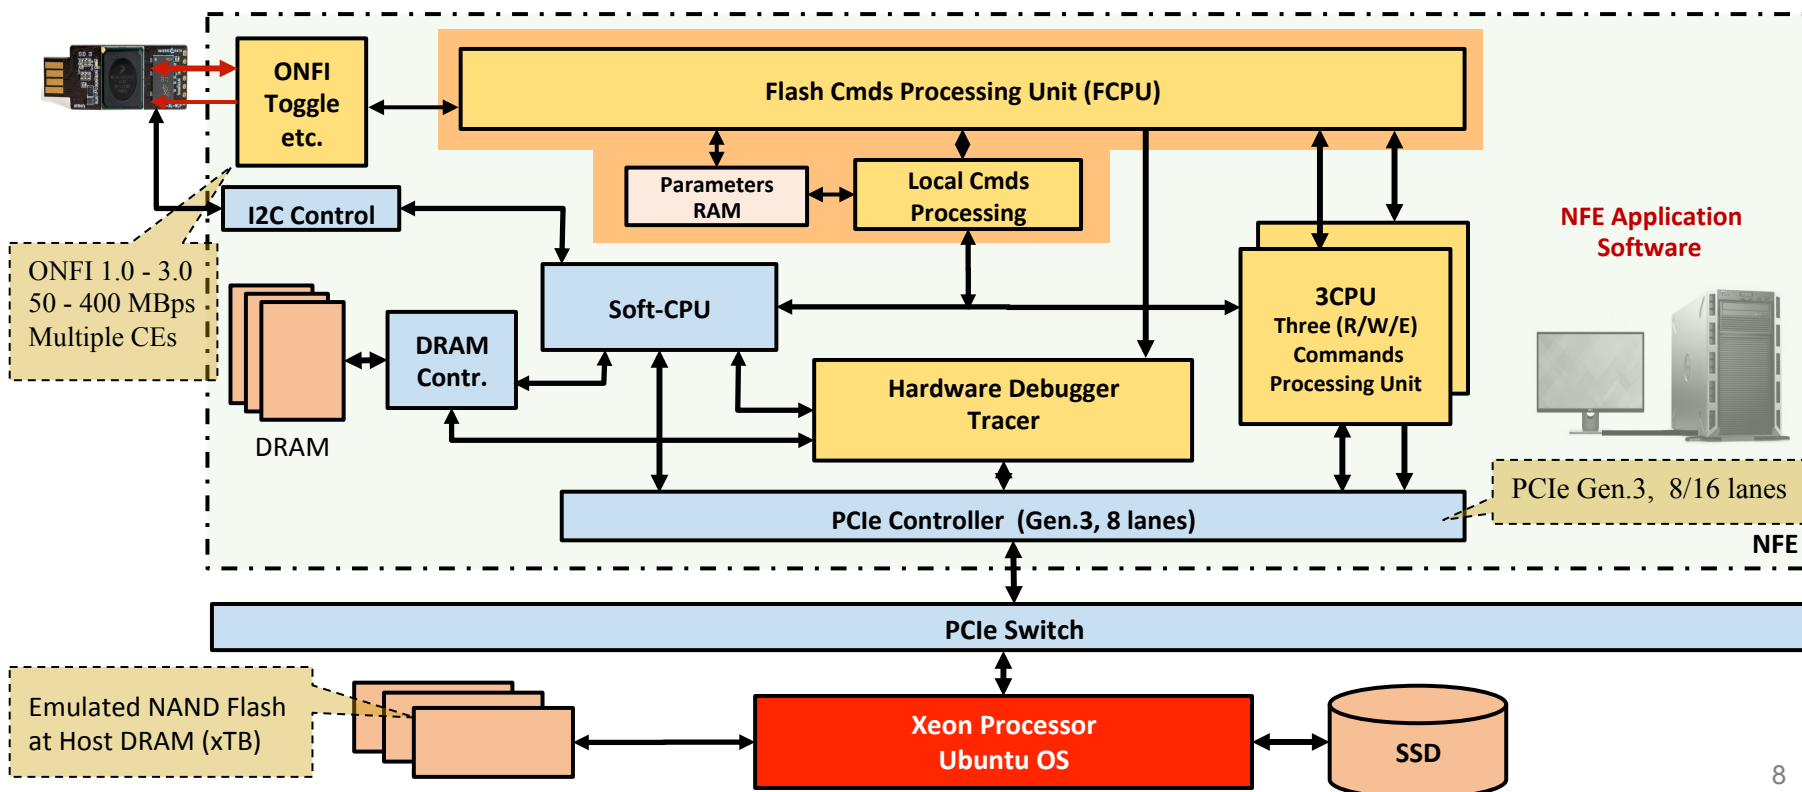 ONFI
Toggle
etc.
Flash Cmds Processing Unit (FCPU)
Parameters
RAM
Local Cmds
Processing
I2C Control
NFE Application
Software
ONFI 1.0 - 3.0
50 - 400 MBps
Multiple CEs
Soft-CPU
3CPU
Three (R/W/E)
Commands
Processing Unit
DRAM
Contr.
Hardware Debugger
Tracer
DRAM
PCIe Gen.3, 8/16 lanes
PCIe Controller (Gen.3, 8 lanes)
NFE
PCIe Switch
Emulated NAND Flash
at Host DRAM (xTB)
Xeon Processor
Ubuntu OS
SSD
8